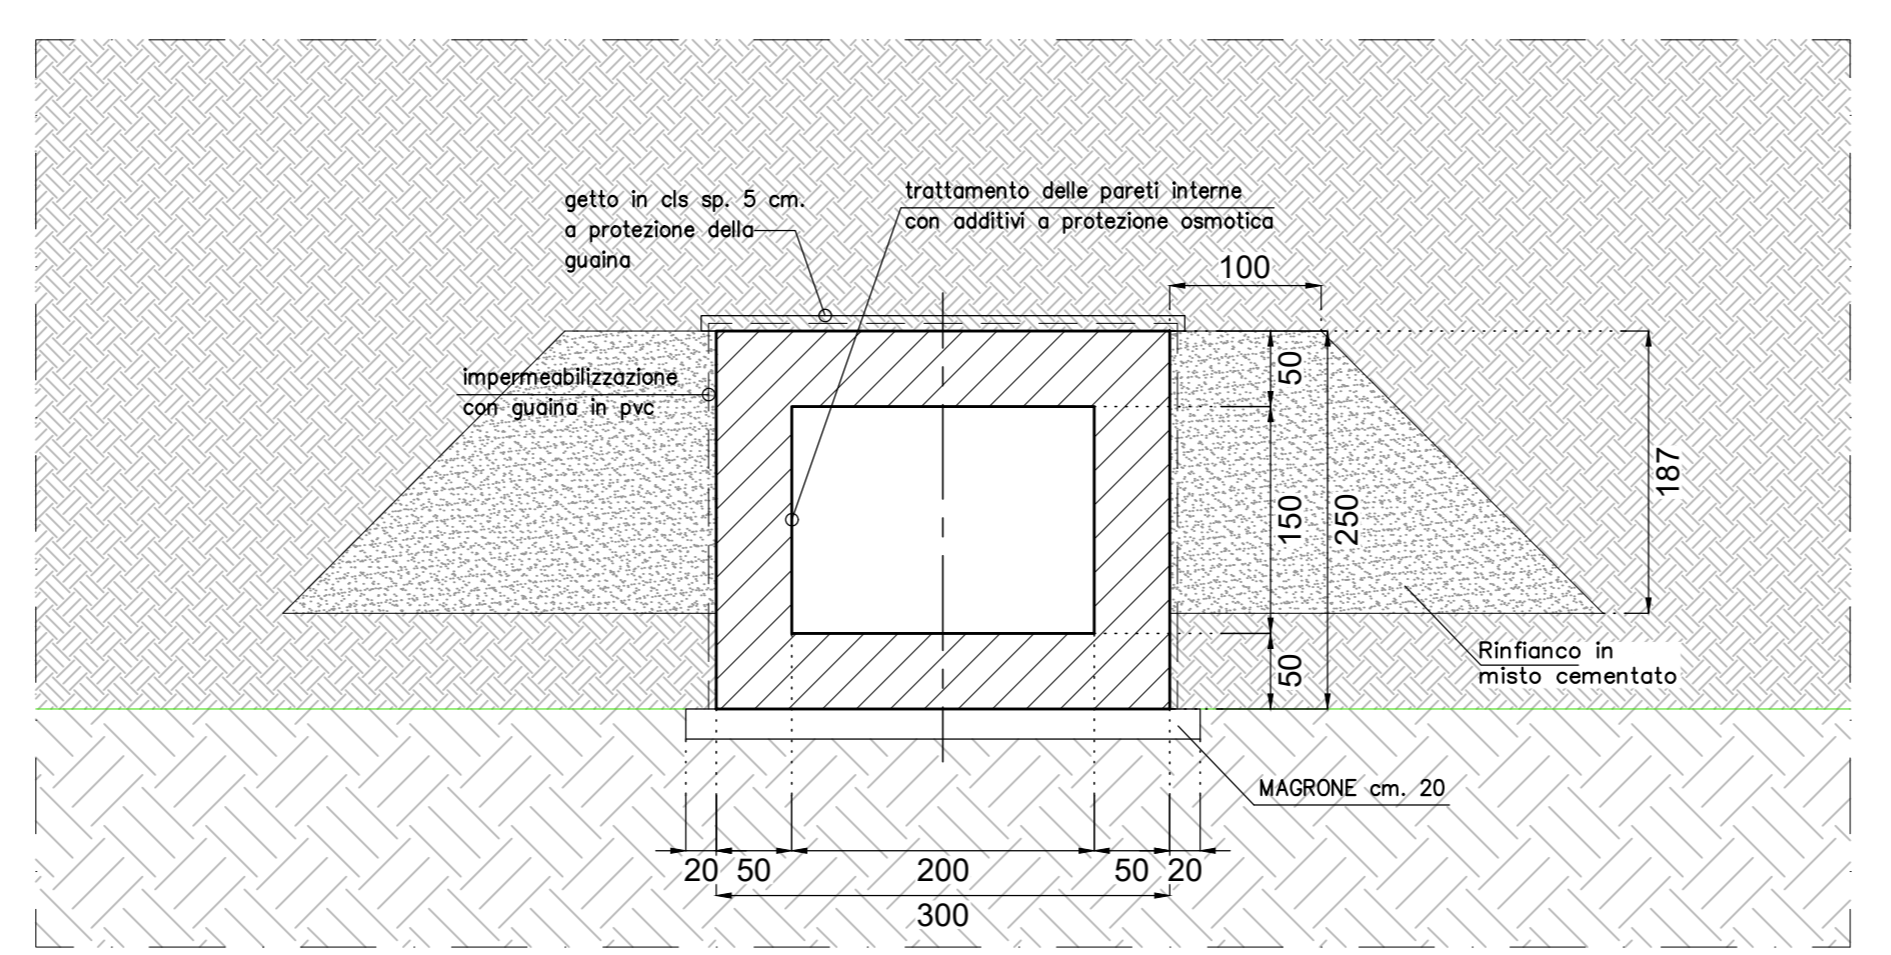 trattamento delle pareti interne
con additivi a protezione osmotica
getto in cls sp. 5 cm.
a protezione della
guaina
100
impermeabilizzazione
con guaina in pvc
50
150
250
187
50
Rinfianco in
misto cementato
MAGRONE cm. 20
20 50 200 50 20
300